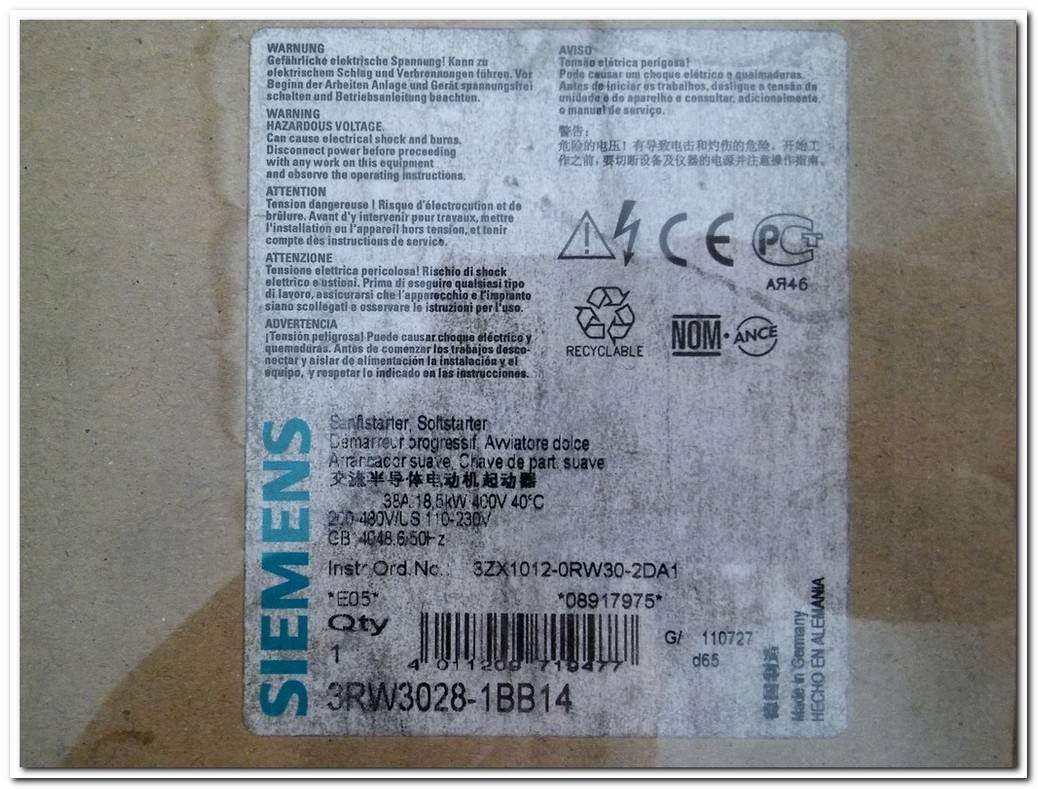 WARNUNG
Gefährliche elektrische Spannung! Kann zu
elektrischem Schlag und Verbrennungen führen. Vor
Beginn der Arbeiten Anlage und Gerät spannungsfrei
schalten und Betriebsanleitung beachten.
WARNING
HAZARDOUS VOLTAGE.
Can cause electrical shock and burns.
Disconnect power before proceeding
with any work on this equipment
and observe the operating instructions.
ATTENTION
Tension dangereuse ! Risque d'électrocution et de
brûlure. Avant d'y intervenir pour travaux, mettre
l'installation ou l'appareil hors tension, et tenir
compte des instructions de service.
ATTENZIONE
Tensione elettrica pericolosa! Rischio di shock
elettrico e ustioni. Prima di eseguire qualsiasi tipo
di lavoro, assicurarsi che l'apparecchio e l'impianto
siano scollegati e osservare le istruzioni per l'uso.
ADVERTENCIA
¡Tensión peligrosa! Puede causar choque eléctrico y
quemaduras. Antes de comenzar los trabajos desco-
nectar y aislar de alimentación la instalación y el
equipo, y respetar lo indicado en las instrucciones.
AVISO
Tensão elétrica perigosa!
Pode causar um choque elétrico e queimaduras.
Antes de iniciar os trabalhos, desligue a tensão da
unidade e do aparelho e consultar, adicionalmente,
o manual de serviço.
警告:
危险的电压! 有导致电击和灼伤的危险。开始工
作之前, 要切断设备及仪器的电源并注意操作指南。
CE
PC+
АЯ46
RECYCLABLE
NOM·ANCE
SIEMENS
Sanftstarter, Softstarter
Démarreur progressif, Avviatore dolce
Arrancador suave, Chave de part. suave
交流半导体电动机起动器
38A, 18,5kW 400V 40°C
200-480V/US 110-230V
GB 14048.6/50Hz
Instr.Ord.No.: 3ZX1012-0RW30-2DA1
*E05* *08917975*
Qty
1
4 011209 719477
G/ 110727
d65
3RW3028-1BB14
德国制造
Made in Germany
HECHO EN ALEMANIA